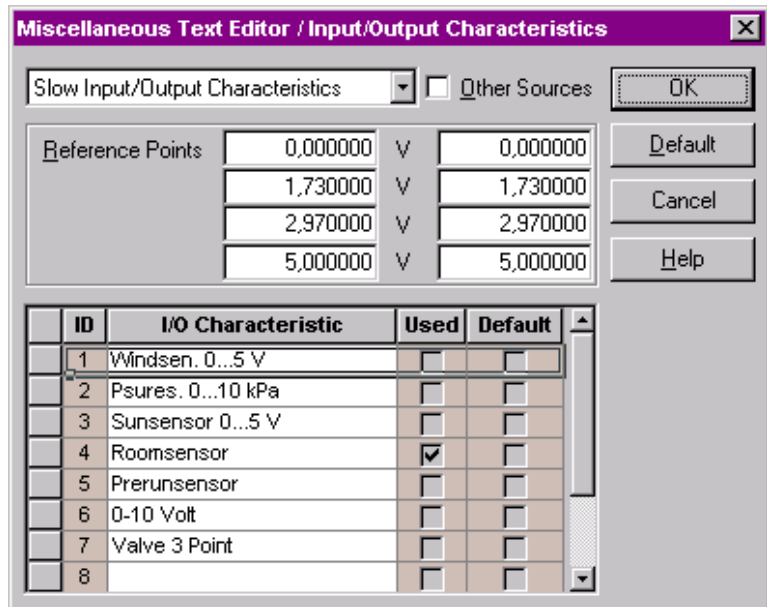 Miscellaneous Text Editor / Input/Output Characteristics
Slow Input/Output Characteristics Other Sources OK
Reference Points 0,000000 V 0,000000 Default
1,730000 V 1,730000 Cancel
2,970000 V 2,970000
5,000000 V 5,000000 Help
ID I/O Characteristic Used Default
1 Windsen. 0...5 V
2 Psures. 0...10 kPa
3 Sunsensor 0...5 V
4 Roomsensor
5 Prerunsensor
6 0-10 Volt
7 Valve 3 Point
8